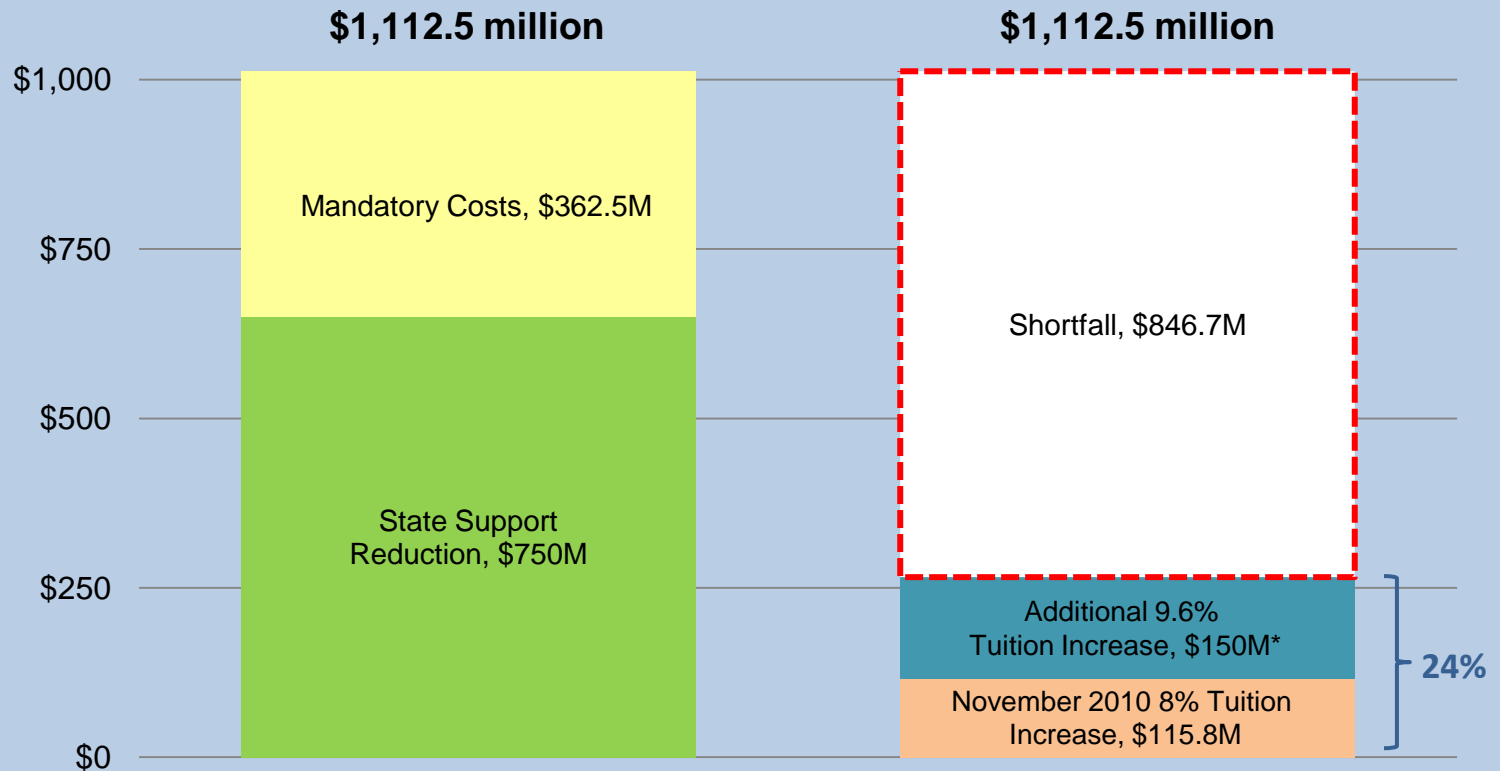 $1,112.5 million
$1,112.5 million
$1,000
$750
$500
$250
$0
Mandatory Costs, $362.5M
State Support
Reduction, $750M
Shortfall, $846.7M
Additional 9.6%
Tuition Increase, $150M*
November 2010 8% Tuition
Increase, $115.8M
24%